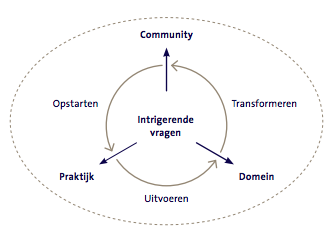 Community
Opstarten
Transformeren
Intrigerende
vragen
Praktijk
Domein
Uitvoeren